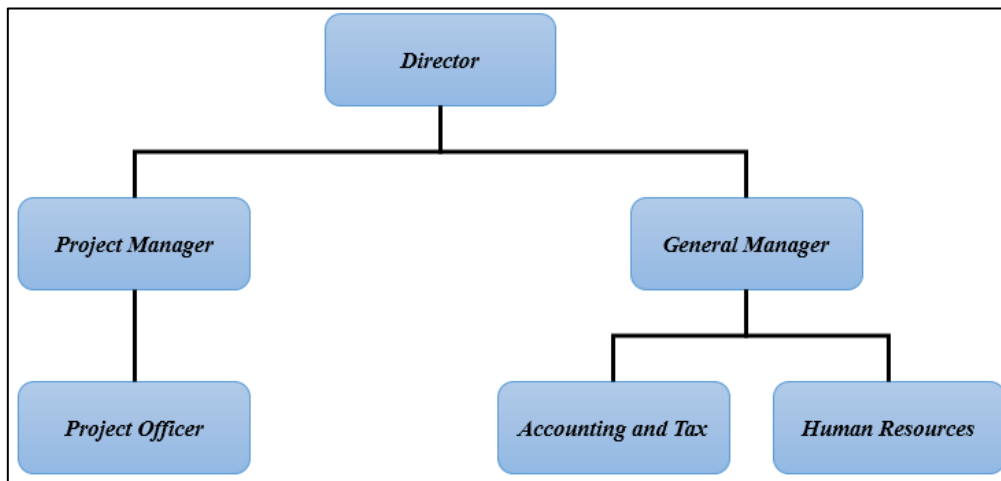 Director
Project Manager
General Manager
Project Officer
Accounting and Tax
Human Resources